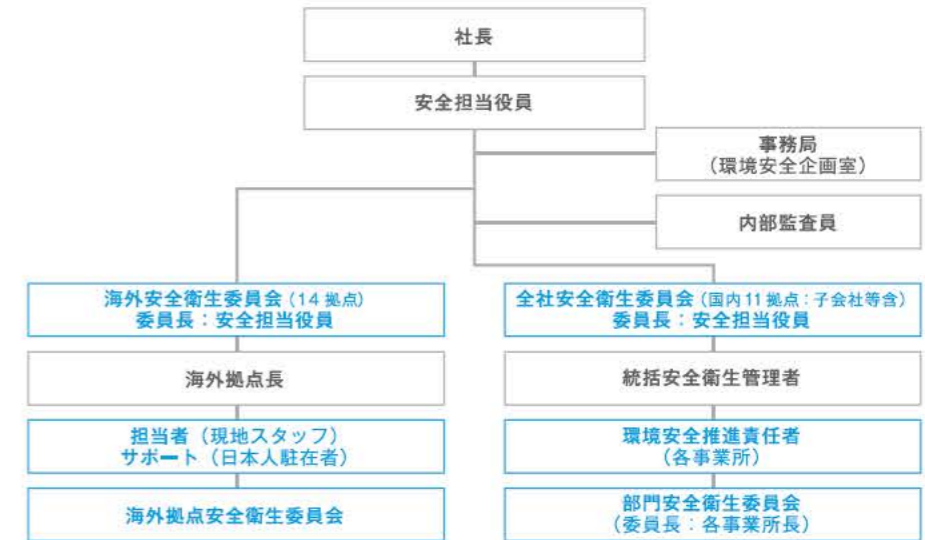 社長
安全担当役員
事務局
（環境安全企画室）
内部監査員
海外安全衛生委員会（14 拠点）
委員長：安全担当役員
全社安全衛生委員会（国内11拠点：子会社等含）
委員長：安全担当役員
海外拠点長
統括安全衛生管理者
担当者（現地スタッフ）
サポート（日本人駐在者）
環境安全推進責任者
（各事業所）
海外拠点安全衛生委員会
部門安全衛生委員会
（委員長：各事業所長）